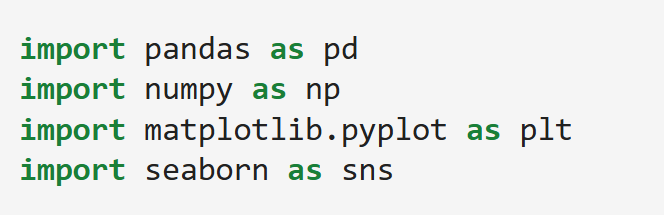 import pandas as pd
import numpy as np
import matplotlib.pyplot as plt
import seaborn as sns